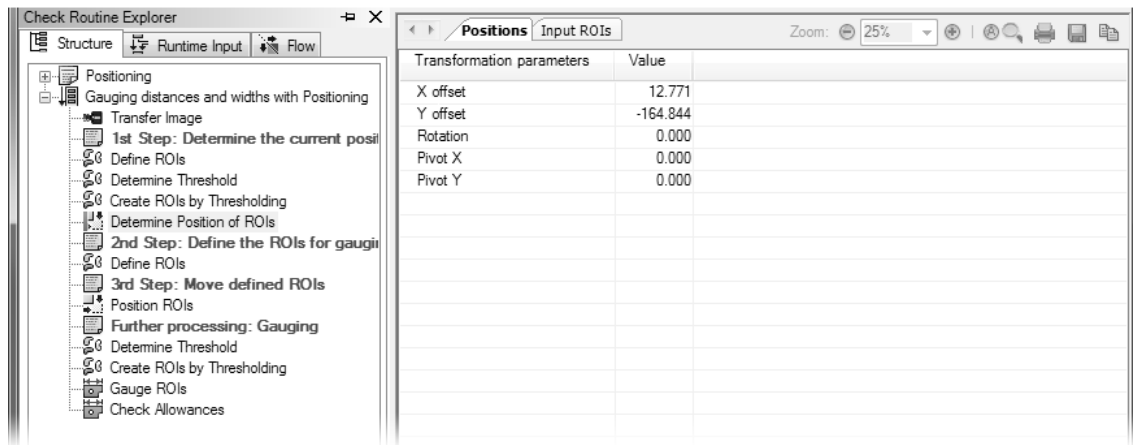 Check Routine Explorer
Structure
Runtime Input
Flow
Positioning
Gauging distances and widths with Positioning
Transfer Image
1st Step: Determine the current posit
Define ROIs
Determine Threshold
Create ROIs by Thresholding
Determine Position of ROIs
2nd Step: Define the ROIs for gaugin
Define ROIs
3rd Step: Move defined ROIs
Position ROIs
Further processing: Gauging
Determine Threshold
Create ROIs by Thresholding
Gauge ROIs
Check Allowances
Positions
Input ROIs
Zoom: 25%
Transformation parameters Value
X offset 12.771
Y offset -164.844
Rotation 0.000
Pivot X 0.000
Pivot Y 0.000